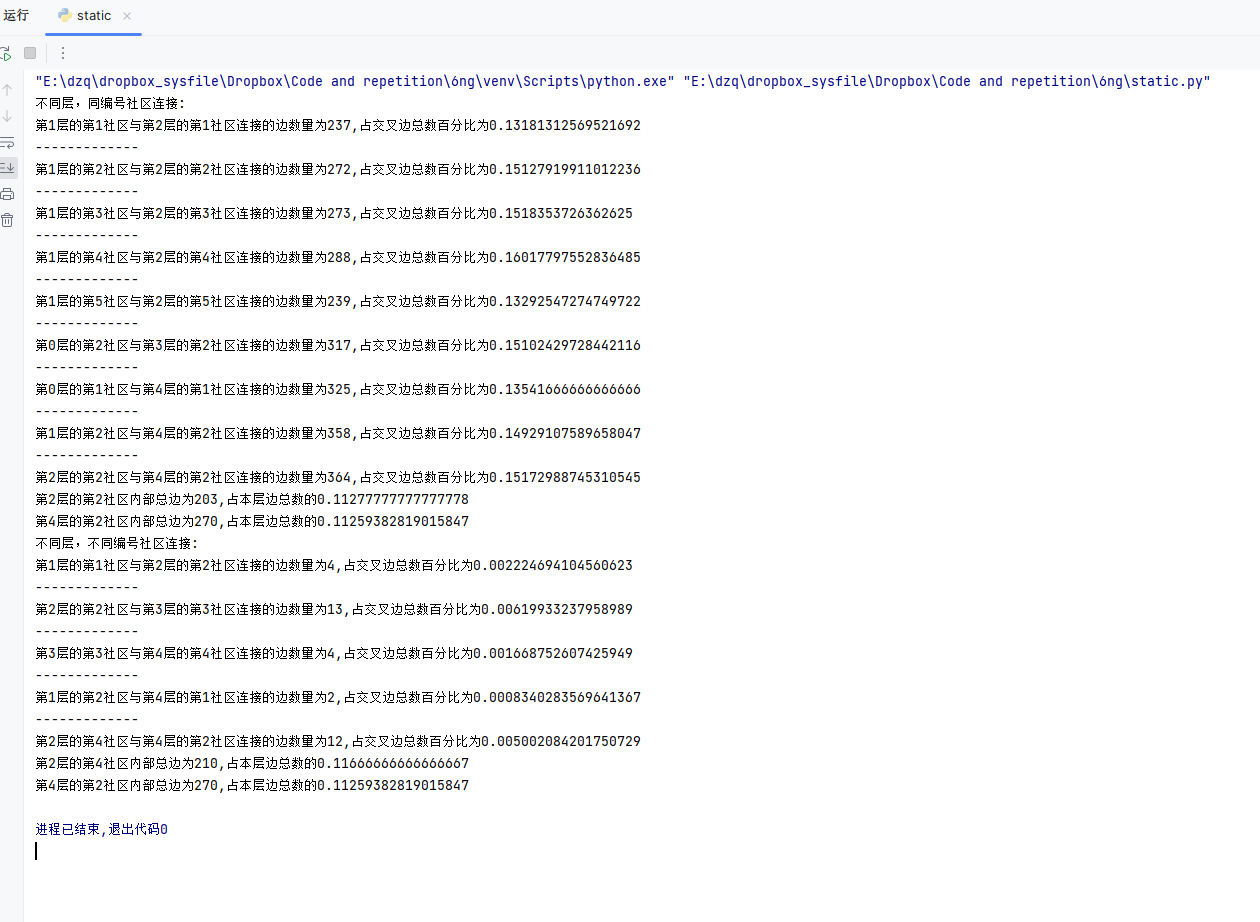 运行
static
"E:\dzq\dropbox_sysfile\Dropbox\Code and repetition\óng\venv\Scripts\python.exe" "E:\dzq\dropbox_sysfile\Dropbox\Code and repetition\óng\static.py"
不同层，同编号社区连接:
第1层的第1社区与第2层的第1社区连接的边数量为237,占交叉边总数百分比为0.13181312569521692
-------------
第1层的第2社区与第2层的第2社区连接的边数量为272,占交叉边总数百分比为0.15127919911012236
-------------
第1层的第3社区与第2层的第3社区连接的边数量为273,占交叉边总数百分比为0.1518353726362625
-------------
第1层的第4社区与第2层的第4社区连接的边数量为288,占交叉边总数百分比为0.16017797552836485
-------------
第1层的第5社区与第2层的第5社区连接的边数量为239,占交叉边总数百分比为0.13292547274749722
-------------
第0层的第2社区与第3层的第2社区连接的边数量为317,占交叉边总数百分比为0.15102429728442116
-------------
第0层的第1社区与第4层的第1社区连接的边数量为325,占交叉边总数百分比为0.13541666666666666
-------------
第1层的第2社区与第4层的第2社区连接的边数量为358,占交叉边总数百分比为0.14929107589658047
-------------
第2层的第2社区与第4层的第2社区连接的边数量为364,占交叉边总数百分比为0.15172988745310545
第2层的第2社区内部总边为203,占本层边总数的0.11277777777777778
第4层的第2社区内部总边为270,占本层边总数的0.11259382819015847
不同层，不同编号社区连接:
第1层的第1社区与第2层的第2社区连接的边数量为4,占交叉边总数百分比为0.002224694104560623
-------------
第2层的第2社区与第3层的第3社区连接的边数量为13,占交叉边总数百分比为0.00619933237958989
-------------
第3层的第3社区与第4层的第4社区连接的边数量为4,占交叉边总数百分比为0.001668752607425949
-------------
第1层的第2社区与第4层的第1社区连接的边数量为2,占交叉边总数百分比为0.0008340283569641367
-------------
第2层的第4社区与第4层的第2社区连接的边数量为12,占交叉边总数百分比为0.005002084201750729
第2层的第4社区内部总边为210,占本层边总数的0.11666666666666667
第4层的第2社区内部总边为270,占本层边总数的0.11259382819015847
进程已结束,退出代码0